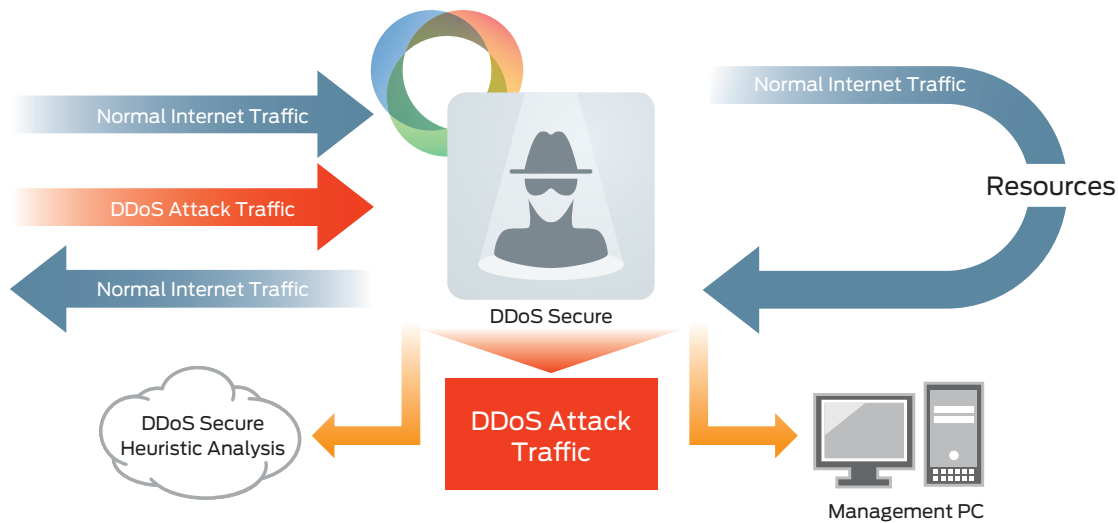 Normal Internet Traffic
Normal Internet Traffic
DDoS Attack Traffic
Resources
Normal Internet Traffic
DDoS Secure
DDoS Secure
Heuristic Analysis
DDoS Attack
Traffic
Management PC